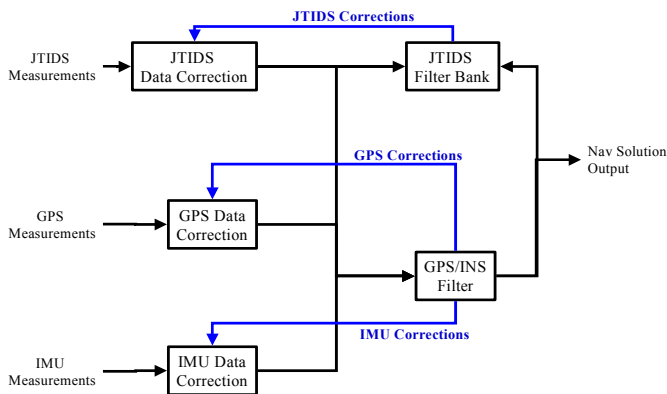 JTIDS Corrections
JTIDS
Measurements
JTIDS
Data Correction
JTIDS
Filter Bank
GPS Corrections
Nav Solution
Output
GPS
Measurements
GPS Data
Correction
GPS/INS
Filter
IMU Corrections
IMU
Measurements
IMU Data
Correction